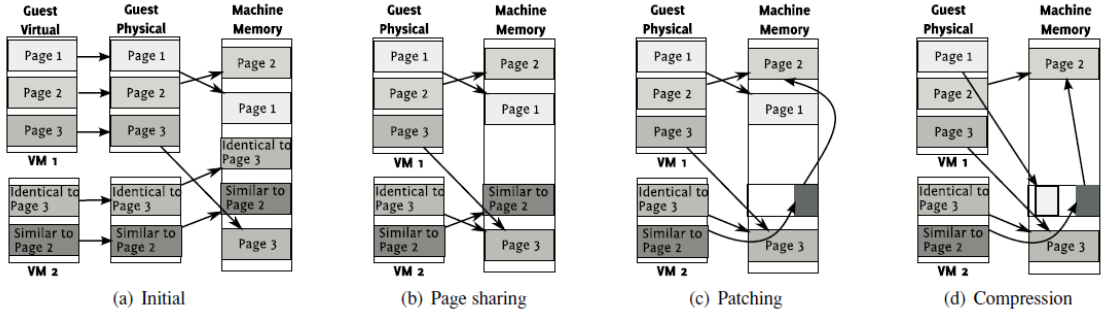 Guest
Virtual
Guest
Physical
Machine
Memory
Page 1
Page 2
Page 3
VM 1
Identical to
Page 3
Similar to
Page 2
VM 2
Page 1
Page 2
Page 3
Identical to
Page 3
Similar to
Page 2
Page 2
Page 1
Identical to
Page 3
Similar to
Page 2
Page 3
(a) Initial
Guest
Physical
Machine
Memory
Page 1
Page 2
Page 3
VM 1
Identical to
Page 3
Similar to
Page 2
VM 2
Page 2
Page 1
Similar to
Page 2
Page 3
(b) Page sharing
Guest
Physical
Machine
Memory
Page 1
Page 2
Page 3
VM 1
Identical to
Page 3
Similar to
Page 2
VM 2
Page 2
Page 1
Page 3
(c) Patching
Guest
Physical
Machine
Memory
Page 1
Page 2
Page 3
VM 1
Identical to
Page 3
Similar to
Page 2
VM 2
Page 2
Page 3
(d) Compression